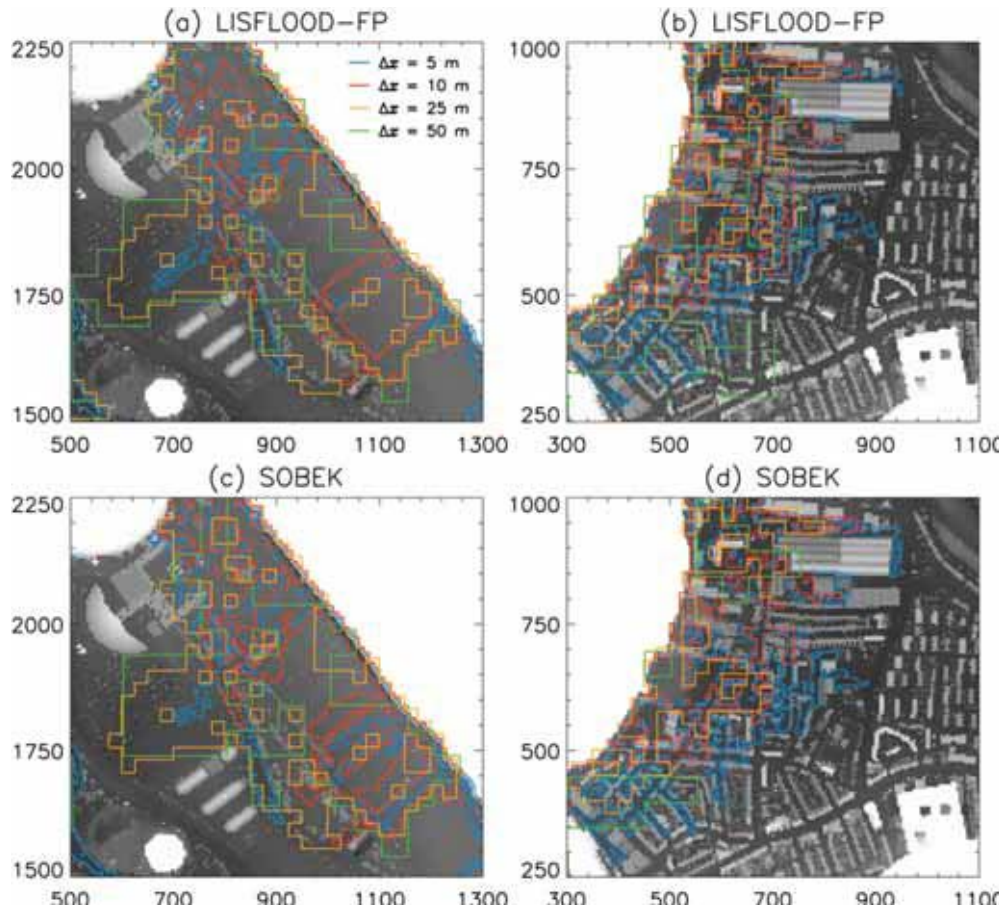 (a) LISFLOOD-FP
(b) LISFLOOD-FP
2250
2000
1750
1500
500 700 900 1100 1300
Δx = 5 m
Δx = 10 m
Δx = 25 m
Δx = 50 m
1000
750
500
250
300 500 700 900 1100
(c) SOBEK
(d) SOBEK
2250
2000
1750
1500
500 700 900 1100 1300
1000
750
500
250
300 500 700 900 1100